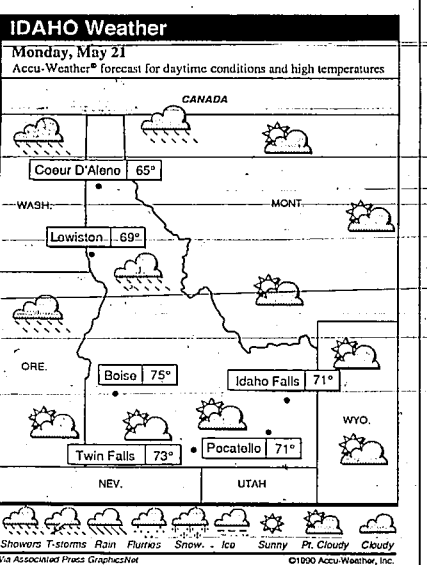 IDAHO Weather
Monday, May 21
Accu-Weather® forecast for daytime conditions and high temperatures
CANADA
Coeur D'Alene 65°
WASH.
MONT.
Lewiston 69°
ORE.
Boise 75°
Idaho Falls 71°
WYO.
Twin Falls 73°
Pocatello 71°
NEV.
UTAH
Showers T-storms Rain Flurries Snow Ice Sunny Pt. Cloudy Cloudy
Via Associated Press GraphicsNet
©1990 Accu-Weather, Inc.